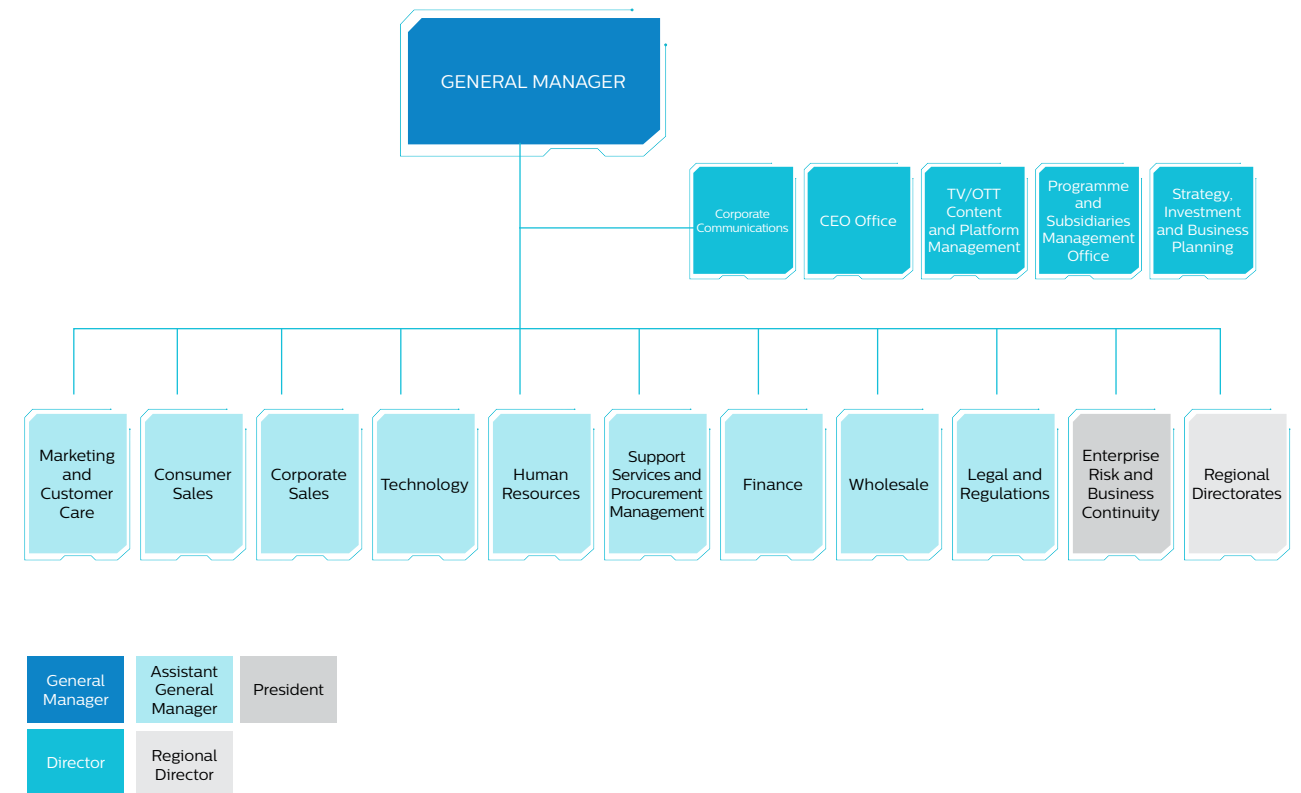 GENERAL MANAGER
Corporate
Communications
CEO Office
TV/OTT
Content
and Platform
Management
Programme
and
Subsidiaries
Management
Office
Strategy,
Investment
and Business
Planning
Marketing
and
Customer
Care
Consumer
Sales
Corporate
Sales
Technology
Human
Resources
Support
Services and
Procurement
Management
Finance
Wholesale
Legal and
Regulations
Enterprise
Risk and
Business
Continuity
Regional
Directorates
General
Manager
Assistant
General
Manager
President
Director
Regional
Director